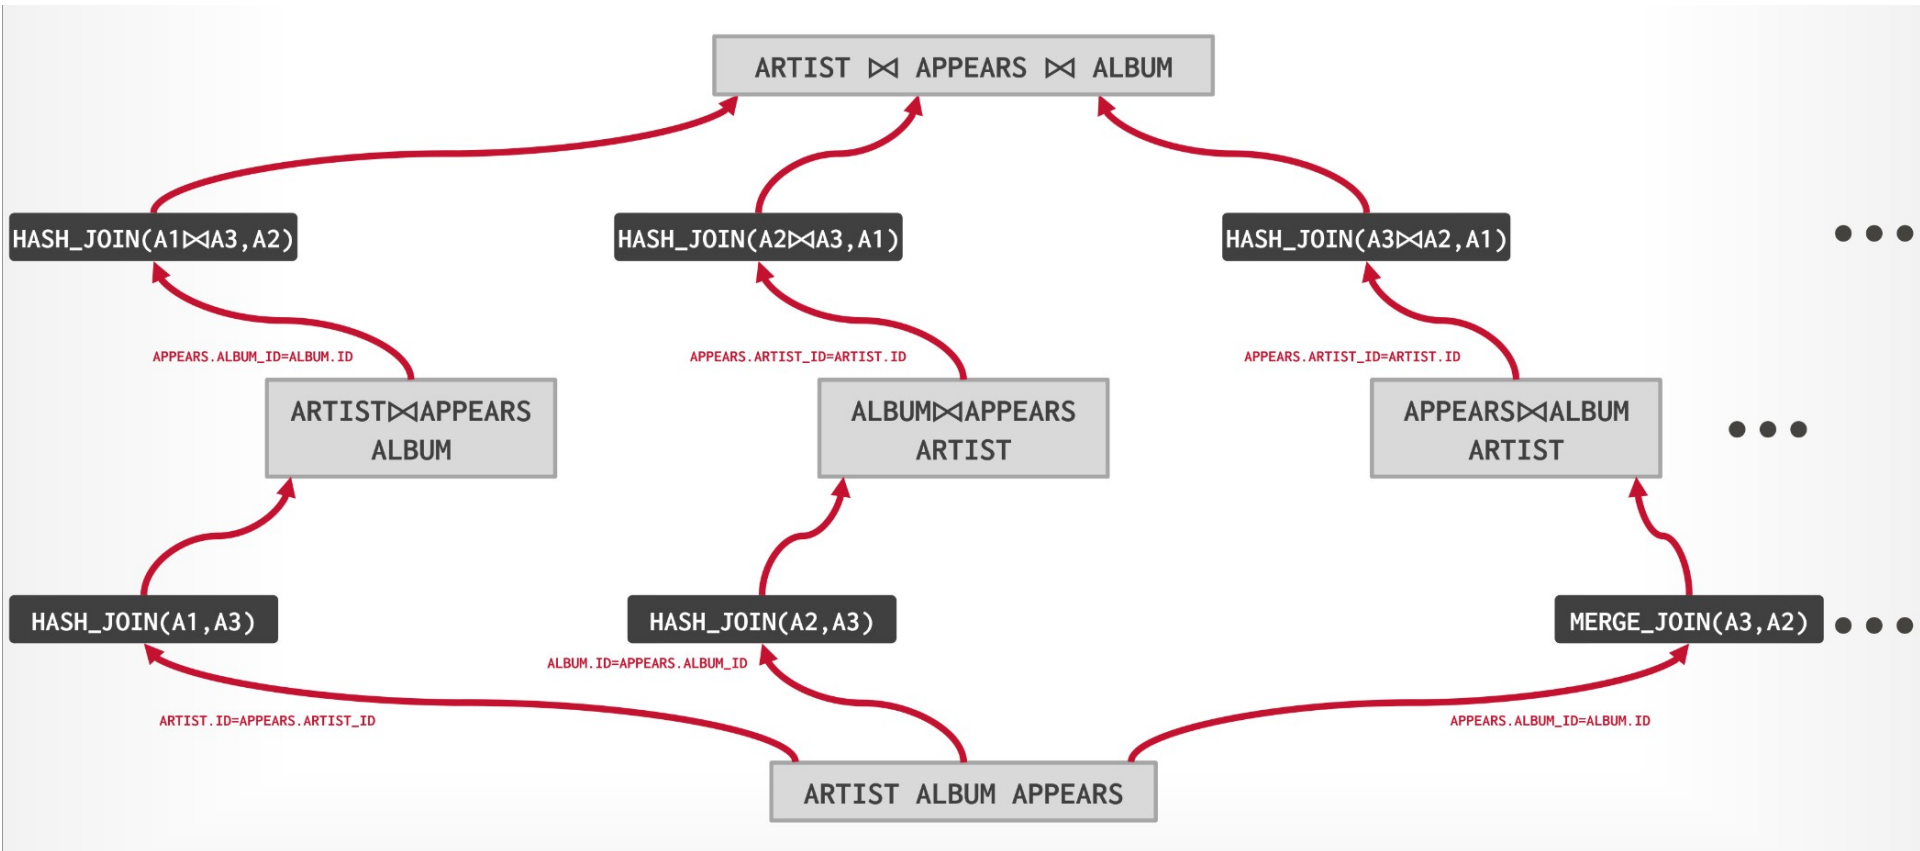 ARTIST ⋈ APPEARS ⋈ ALBUM
HASH_JOIN(A1⋈A3,A2)
HASH_JOIN(A2⋈A3,A1)
HASH_JOIN(A3⋈A2,A1)
APPEARS.ALBUM_ID=ALBUM.ID
APPEARS.ARTIST_ID=ARTIST.ID
APPEARS.ARTIST_ID=ARTIST.ID
ARTIST⋈APPEARS
ALBUM
ALBUM⋈APPEARS
ARTIST
APPEARS⋈ALBUM
ARTIST
HASH_JOIN(A1,A3)
HASH_JOIN(A2,A3)
MERGE_JOIN(A3,A2)
ALBUM.ID=APPEARS.ALBUM_ID
ARTIST.ID=APPEARS.ARTIST_ID
APPEARS.ALBUM_ID=ALBUM.ID
ARTIST ALBUM APPEARS